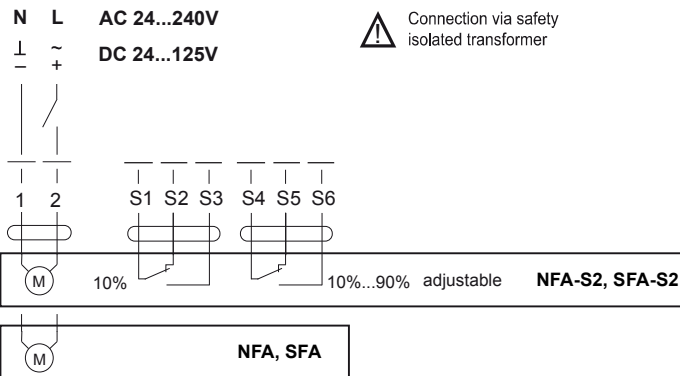 N L AC 24...240V
Connection via safety
isolated transformer
⊥ ~ DC 24...125V
– +
1 2 S1 S2 S3 S4 S5 S6
M 10% 10%...90% adjustable NFA-S2, SFA-S2
M NFA, SFA